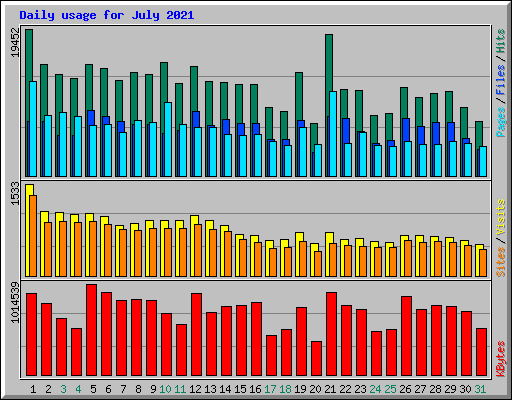 Daily usage for July 2021
19452
Pages / Files / Hits
1533
Sites / Visits
1014539
KBytes
1 2 3 4 5 6 7 8 9 10 11 12 13 14 15 16 17 18 19 20 21 22 23 24 25 26 27 28 29 30 31